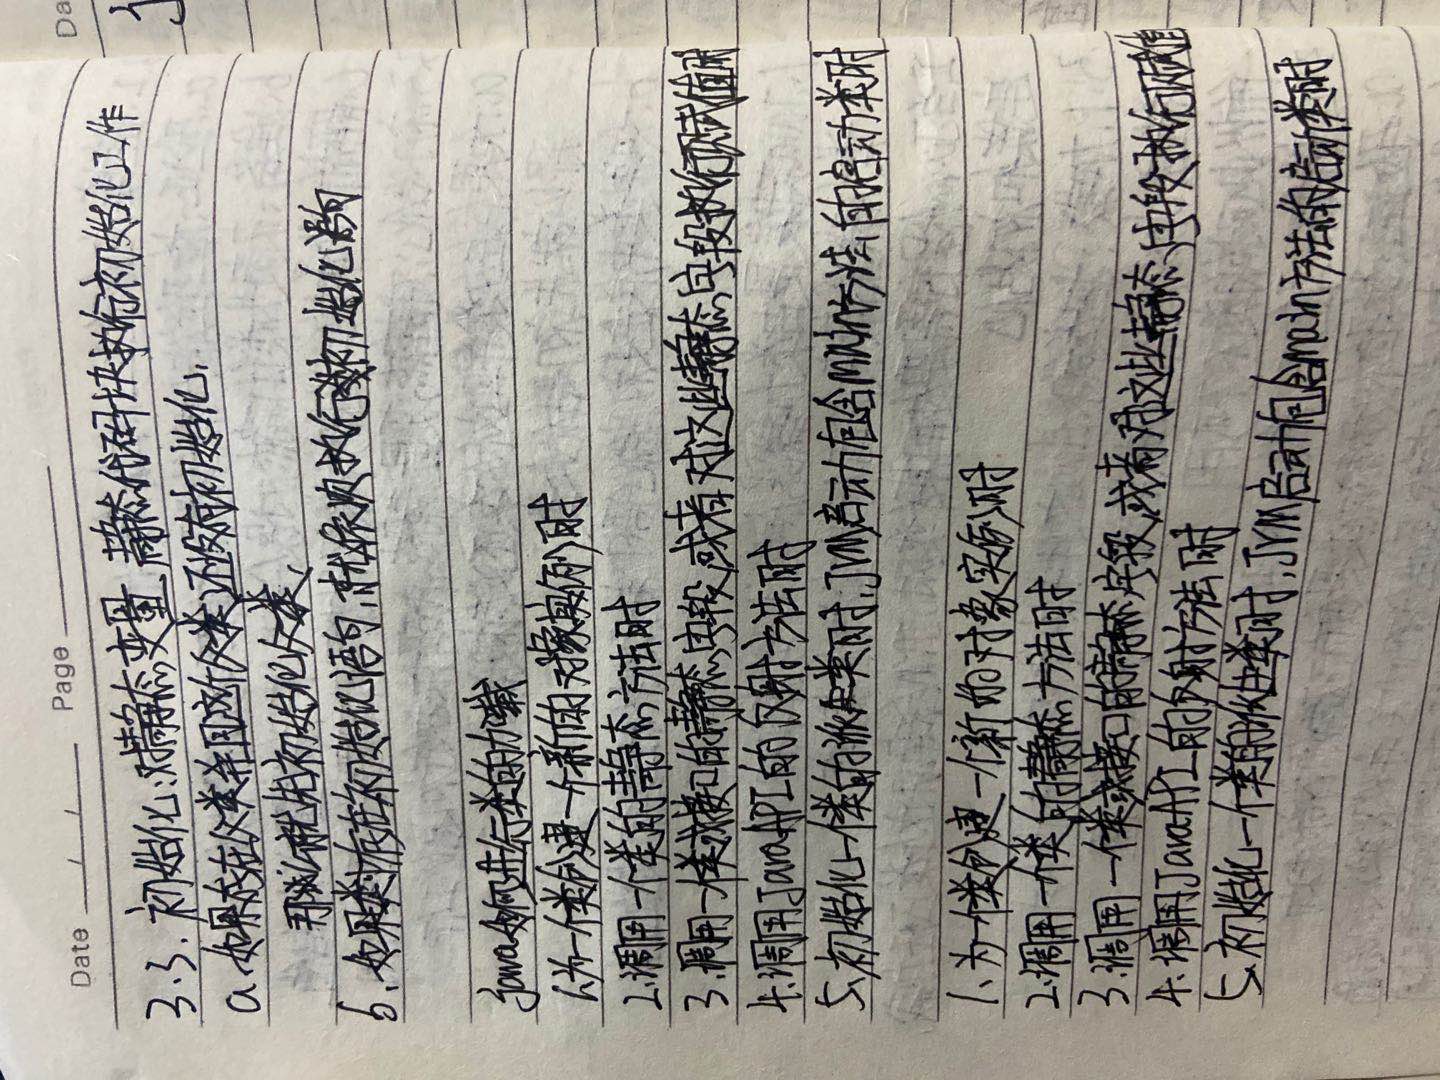 Date / / Page
Da
3.3. 初始化:对静态变量,静态代码块执行初始化工作
a、如果存在父类并且这个父类还没有初始化,
那么就先初始化父类,
b、如果类中存在初始化语句,就依次执行这些初始化语句
java如何进行类的加载
1、为一个类创建一个新的对象实例时
2、调用一个类的静态方法时
3、调用一个类或接口的静态字段,或者对这些静态字段执行赋值时
4、调用JavaAPI的反射方法时
5、初始化一个类的派生类时,JVM启动包含main方法的启动类时
1、为一个类创建一个新的对象实例时
2、调用一个类的静态方法时
3、调用一个类或接口的静态字段,或者对这些静态字段执行赋值
4、调用JavaAPI的反射方法时
5、初始化一个类的派生类时,JVM启动包含main方法的启动类时